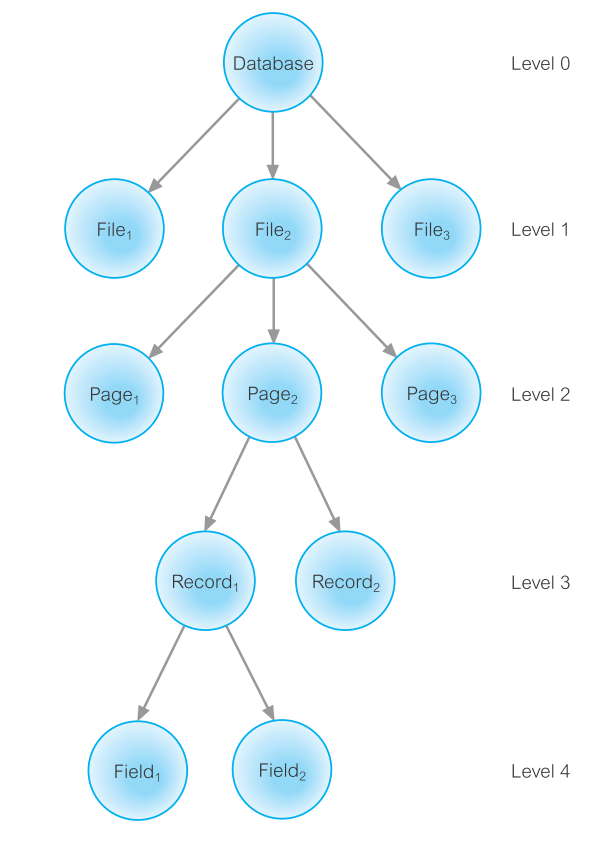 Database Level 0
File₁ File₂ File₃ Level 1
Page₁ Page₂ Page₃ Level 2
Record₁ Record₂ Level 3
Field₁ Field₂ Level 4